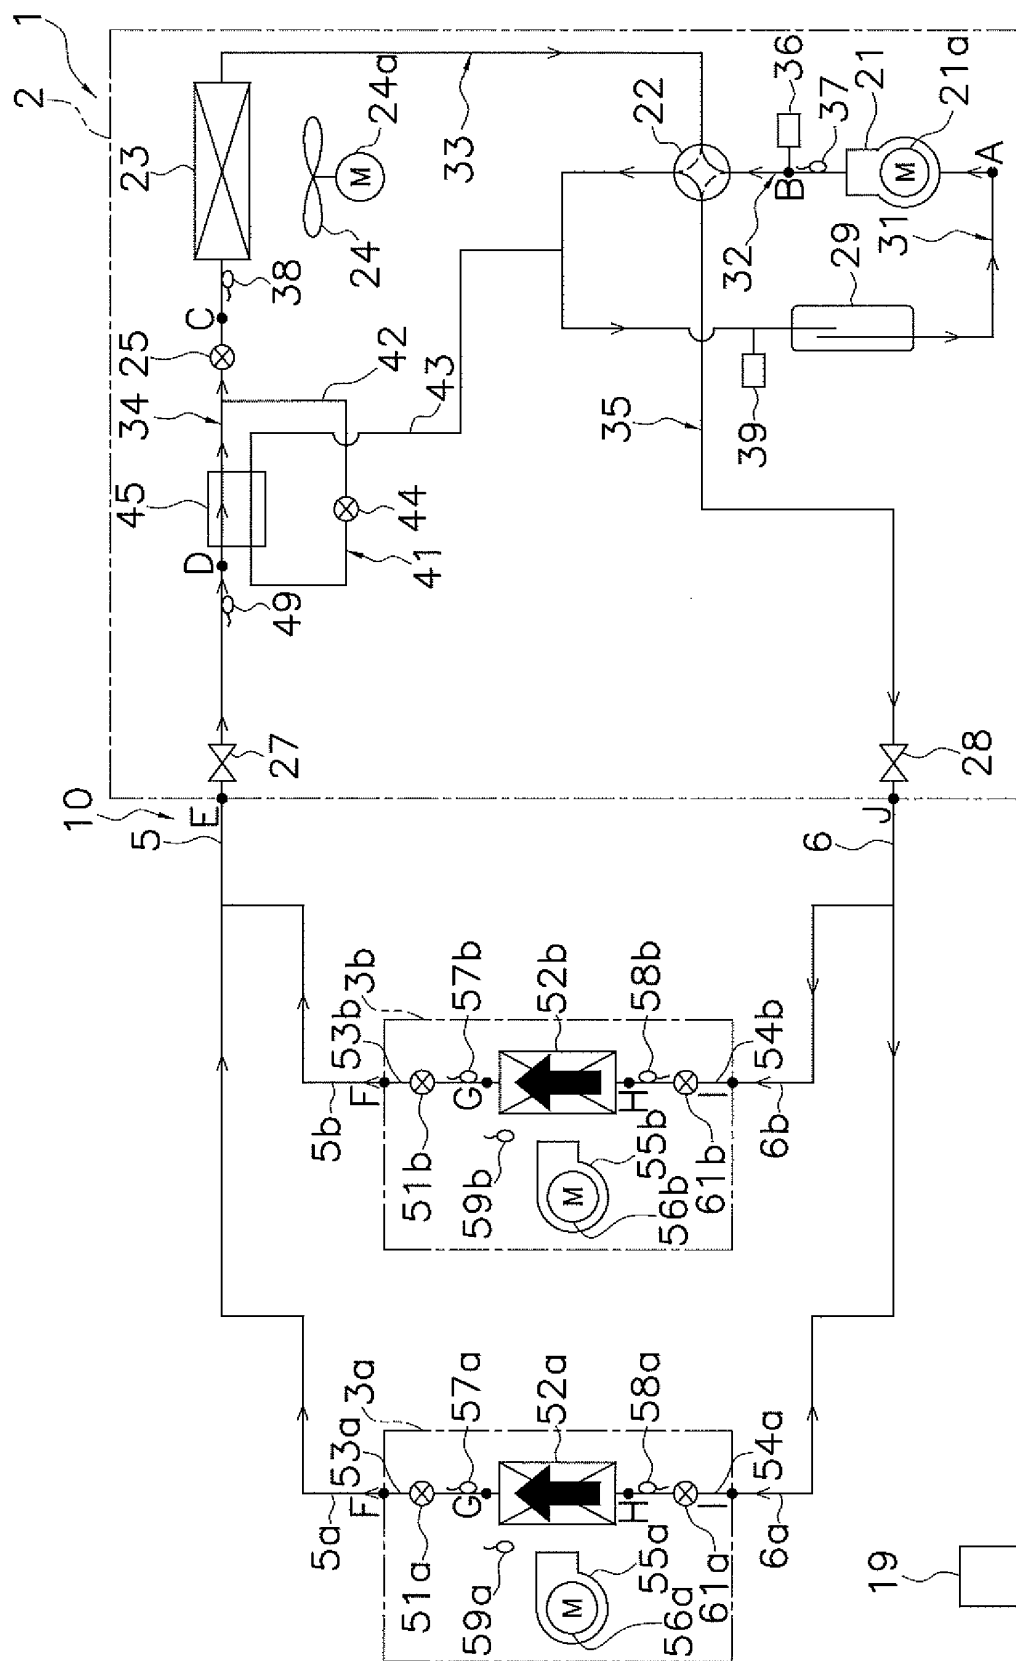 1
2
23
24a
M
24
33
38
C
25
42
43
34
45
D
44
41
49
22
36
37
21
21a
M
B
A
32
31
29
39
35
27
28
10
E
5
J
6
3b
53b
57b
52b
58b
54b
F
G
H
I
5b
51b
59b
M
55b
56b
61b
6b
3a
53a
57a
52a
58a
54a
F
G
H
I
5a
51a
59a
M
55a
56a
61a
6a
19